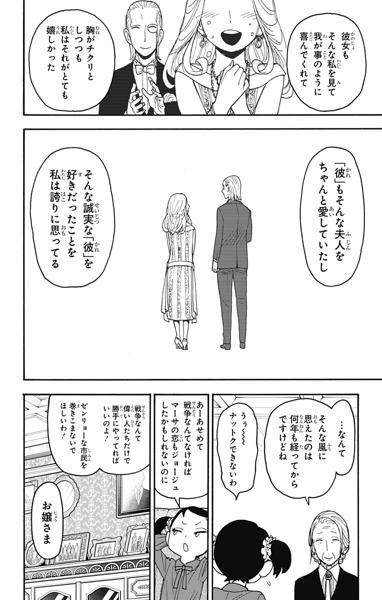 彼女も
そんな私を見て
我が事のように
喜んでくれて
胸がチクリと
しつつも
私はそれがとても
嬉しかった
「彼」もそんな夫人を
ちゃんと愛していたし
そんな誠実な「彼」を
好きだったことを
私は誇りに思ってる
…なんて
そんな風に
思えたのは
何年も経ってから
ですけどね
うぅ〜〜
ナットクできないわ
あーあせめて
戦争なんてなければ
マーサの恋もジョージュ
したかもしれないのに
戦争なんて
偉い人たちだけで
勝手にやってれば
いいのよ！
ゼンリョーな市民を
巻きこまないで
ほしいわ！
お嬢さま